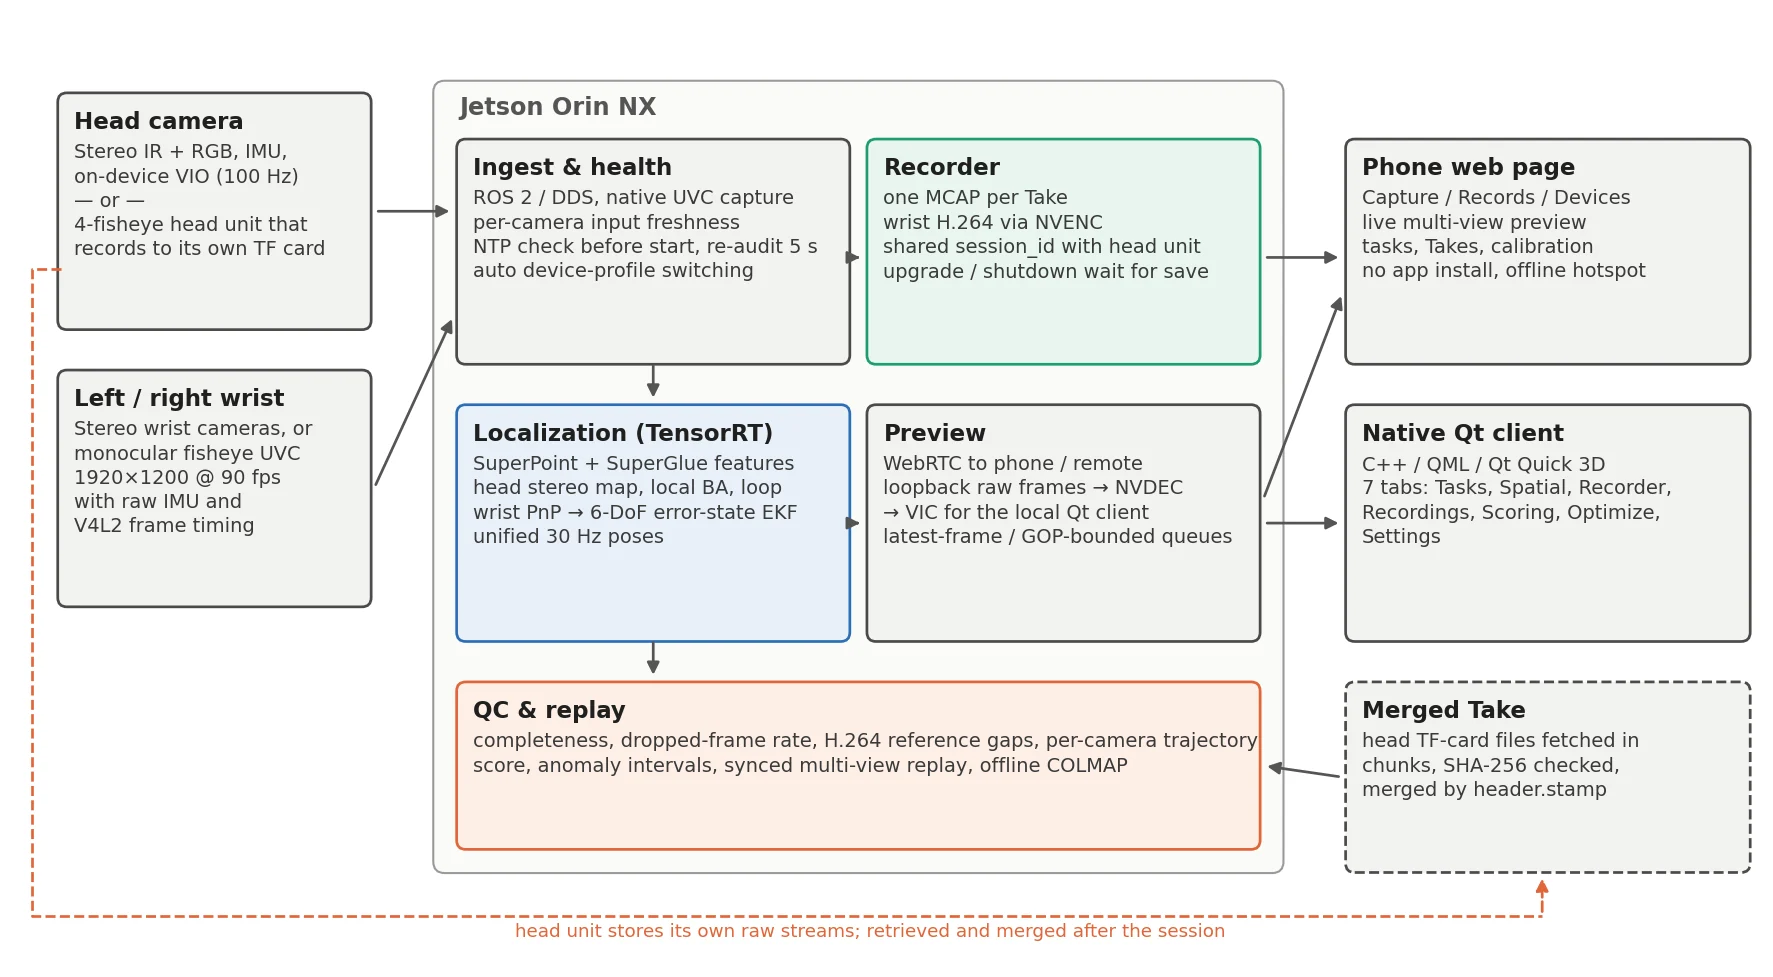 Head camera
Stereo IR + RGB, IMU,
on-device VIO (100 Hz)
— or —
4-fisheye head unit that
records to its own TF card
Left / right wrist
Stereo wrist cameras, or
monocular fisheye UVC
1920×1200 @ 90 fps
with raw IMU and
V4L2 frame timing
Jetson Orin NX
Ingest & health
ROS 2 / DDS, native UVC capture
per-camera input freshness
NTP check before start, re-audit 5 s
auto device-profile switching
Recorder
one MCAP per Take
wrist H.264 via NVENC
shared session_id with head unit
upgrade / shutdown wait for save
Localization (TensorRT)
SuperPoint + SuperGlue features
head stereo map, local BA, loop
wrist PnP → 6-DoF error-state EKF
unified 30 Hz poses
Preview
WebRTC to phone / remote
loopback raw frames → NVDEC
→ VIC for the local Qt client
latest-frame / GOP-bounded queues
QC & replay
completeness, dropped-frame rate, H.264 reference gaps, per-camera trajectory
score, anomaly intervals, synced multi-view replay, offline COLMAP
Phone web page
Capture / Records / Devices
live multi-view preview
tasks, Takes, calibration
no app install, offline hotspot
Native Qt client
C++ / QML / Qt Quick 3D
7 tabs: Tasks, Spatial, Recorder,
Recordings, Scoring, Optimize,
Settings
Merged Take
head TF-card files fetched in
chunks, SHA-256 checked,
merged by header.stamp
head unit stores its own raw streams; retrieved and merged after the session